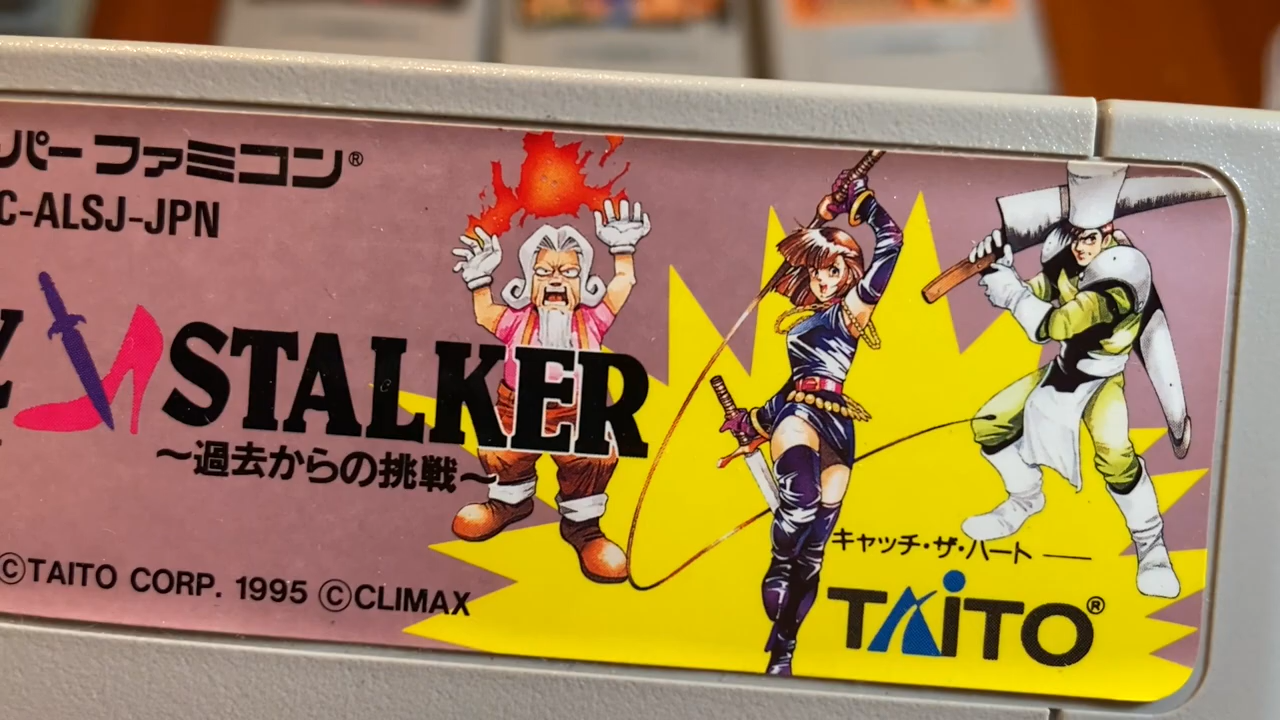 ーパーファミコン®
C-ALSJ-JPN
Y STALKER
～過去からの挑戦～
©TAITO CORP. 1995 ©CLIMAX
キャッチ・ザ・ハート
TAITO®